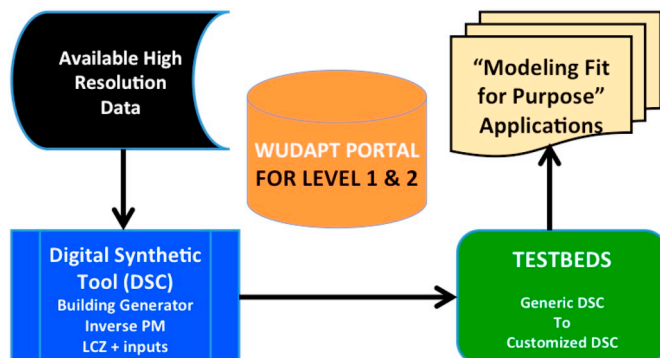 Available High
Resolution
Data
WUDAPT PORTAL
FOR LEVEL 1 & 2
“Modeling Fit
for Purpose”
Applications
Digital Synthetic
Tool (DSC)
Building Generator
Inverse PM
LCZ + inputs
TESTBEDS
Generic DSC
To
Customized DSC